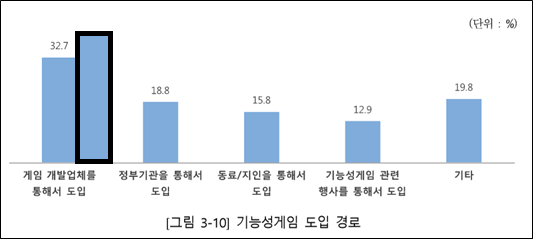 (단위 : %)
32.7
18.8
15.8
12.9
19.8
게임 개발업체를
통해서 도입
정부기관을 통해서
도입
동료/지인을 통해서
도입
기능성게임 관련
행사를 통해서 도입
기타
[그림 3-10] 기능성게임 도입 경로